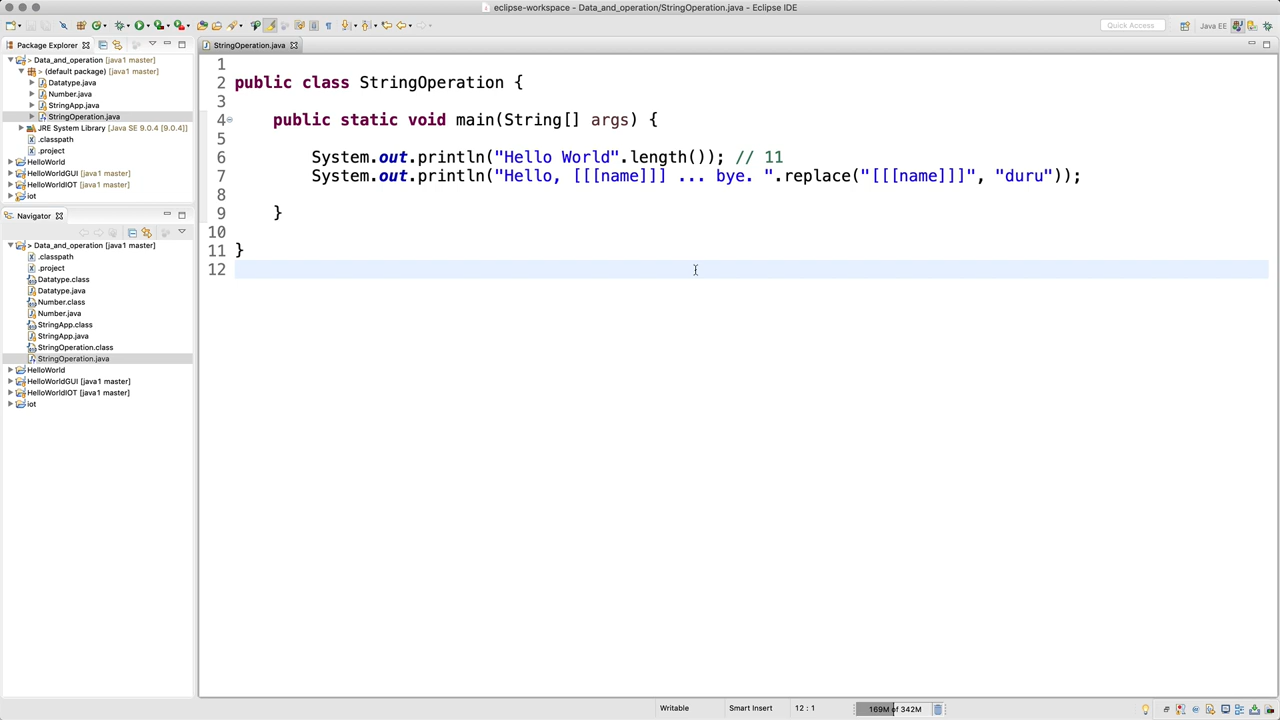 eclipse-workspace - Data_and_operation/StringOperation.java - Eclipse IDE
Quick Access
Java EE
Package Explorer
StringOperation.java
> Data_and_operation [java1 master]
> (default package) [java1 master]
Datatype.java
Number.java
StringApp.java
StringOperation.java
JRE System Library [Java SE 9.0.4 [9.0.4]]
.classpath
.project
HelloWorld
HelloWorldGUI [java1 master]
HelloWorldIOT [java1 master]
iot
Navigator
> Data_and_operation [java1 master]
.classpath
.project
Datatype.class
Datatype.java
Number.class
Number.java
StringApp.class
StringApp.java
StringOperation.class
StringOperation.java
HelloWorld
HelloWorldGUI [java1 master]
HelloWorldIOT [java1 master]
iot
1
2 public class StringOperation {
3
4 public static void main(String[] args) {
5
6 System.out.println("Hello World".length()); // 11
7 System.out.println("Hello, [[[name]]] ... bye. ".replace("[[[name]]]", "duru"));
8
9 }
10
11 }
12
Writable
Smart Insert
12 : 1
169M of 342M